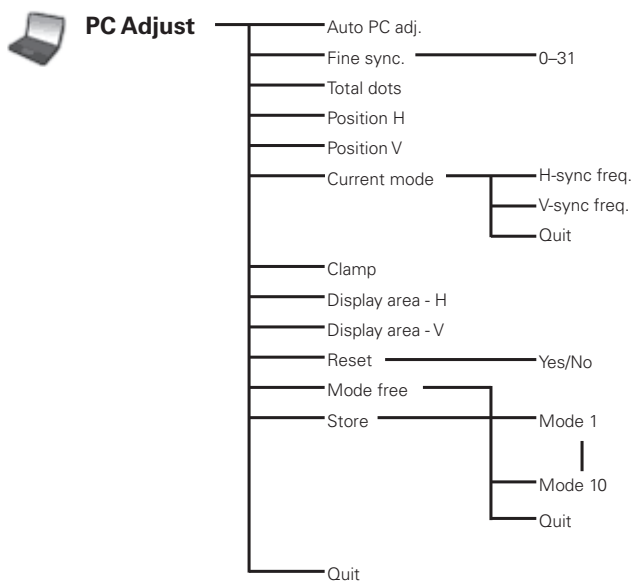 PC Adjust
Auto PC adj.
Fine sync. 0–31
Total dots
Position H
Position V
Current mode H-sync freq.
V-sync freq.
Quit
Clamp
Display area - H
Display area - V
Reset Yes/No
Mode free
Store Mode 1
Mode 10
Quit
Quit